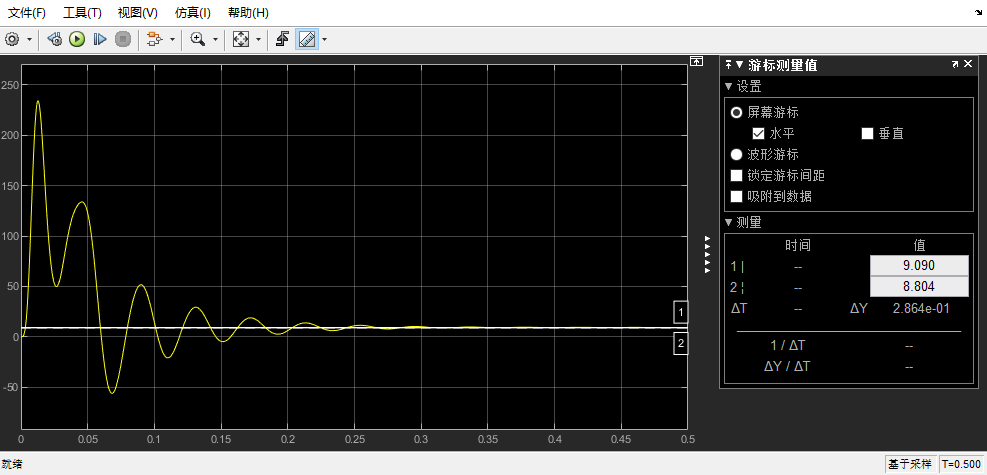 文件(F) 工具(T) 视图(V) 仿真(I) 帮助(H)
游标测量值
设置
屏幕游标
水平 垂直
波形游标
锁定游标间距
吸附到数据
测量
时间 值
1 | -- 9.090
2 ¦ -- 8.804
ΔT -- ΔY 2.864e-01
1 / ΔT --
ΔY / ΔT --
250
200
150
100
50
0
-50
1
2
0 0.05 0.1 0.15 0.2 0.25 0.3 0.35 0.4 0.45 0.5
就绪 基于采样 T=0.500